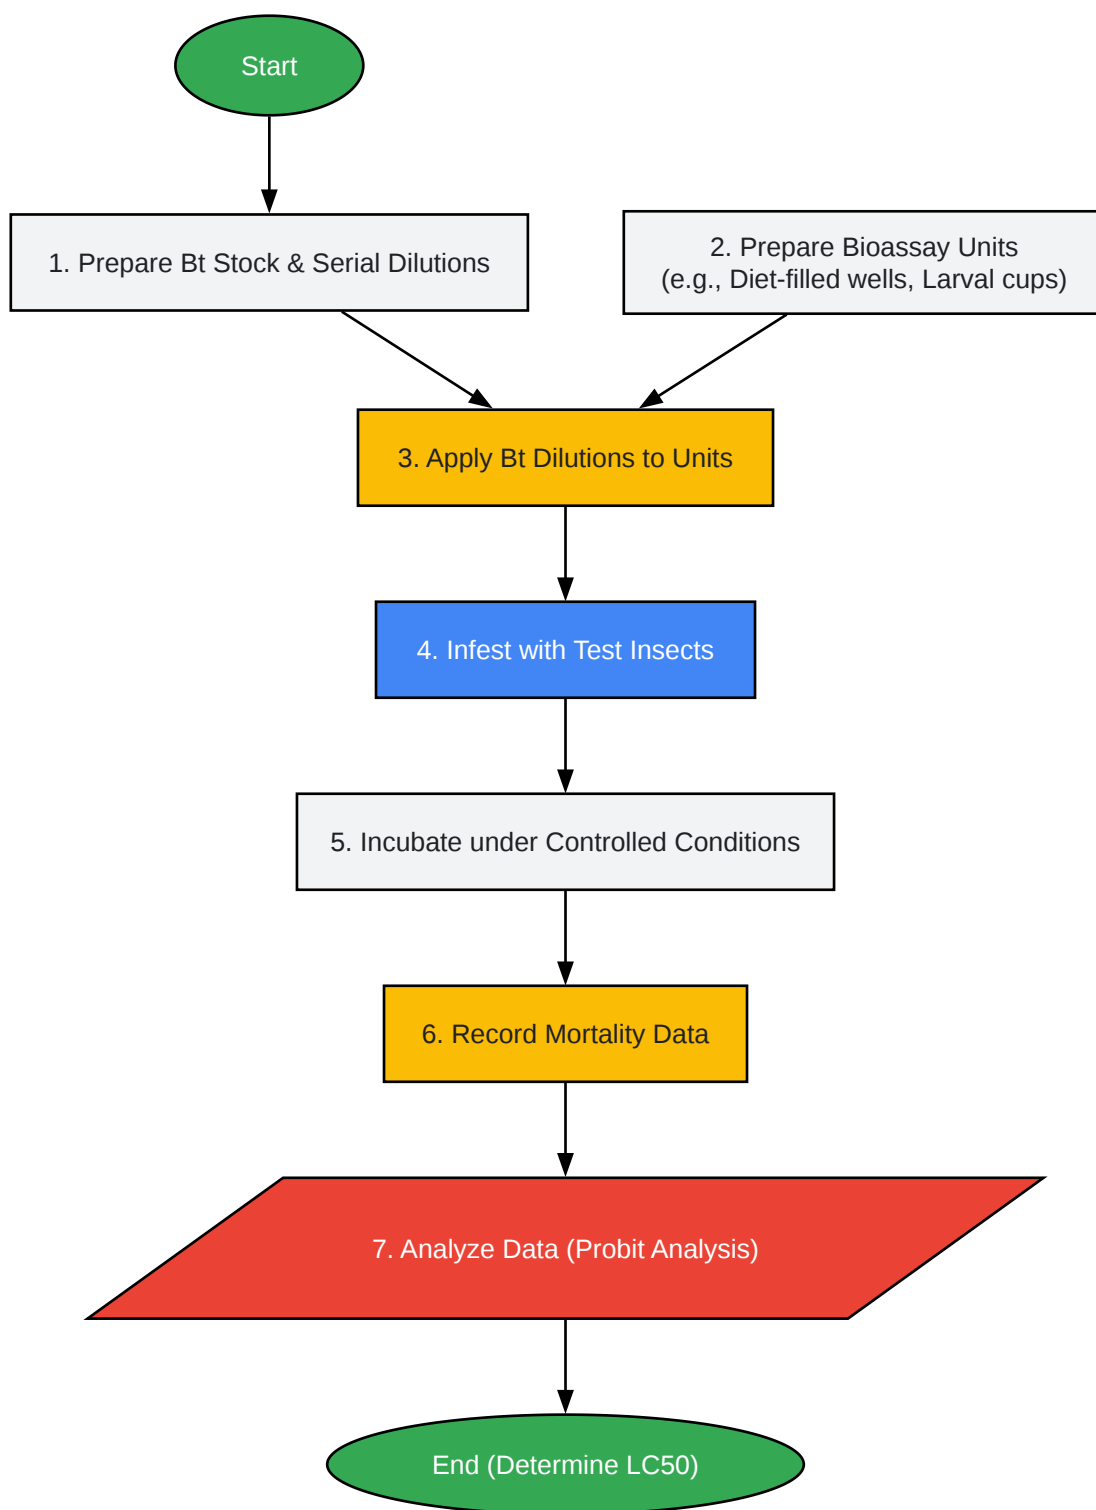 Start
1. Prepare Bt Stock & Serial Dilutions
2. Prepare Bioassay Units
(e.g., Diet-filled wells, Larval cups)
3. Apply Bt Dilutions to Units
4. Infest with Test Insects
5. Incubate under Controlled Conditions
6. Record Mortality Data
7. Analyze Data (Probit Analysis)
End (Determine LC50)